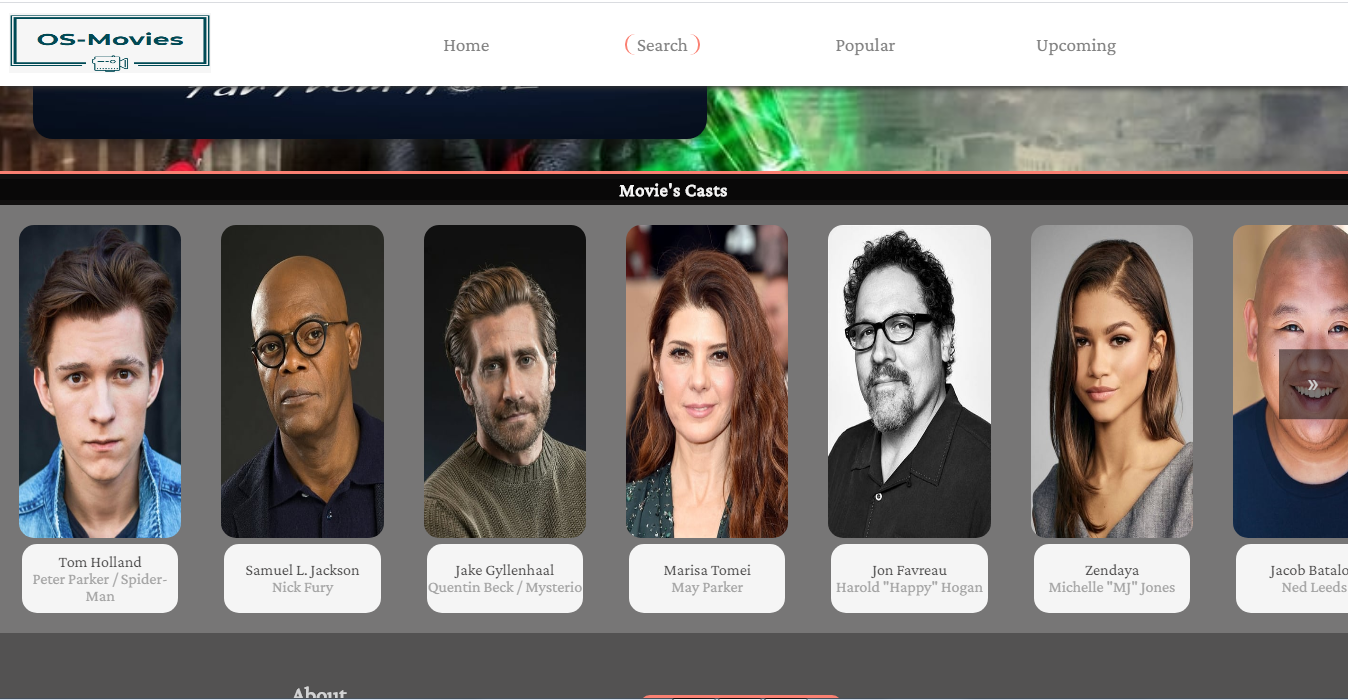 OS-Movies
Home
Search
Popular
Upcoming
Movie's Casts
»
Tom Holland
Peter Parker / Spider-
Man
Samuel L. Jackson
Nick Fury
Jake Gyllenhaal
Quentin Beck / Mysterio
Marisa Tomei
May Parker
Jon Favreau
Harold "Happy" Hogan
Zendaya
Michelle "MJ" Jones
Jacob Batalo
Ned Leeds
About